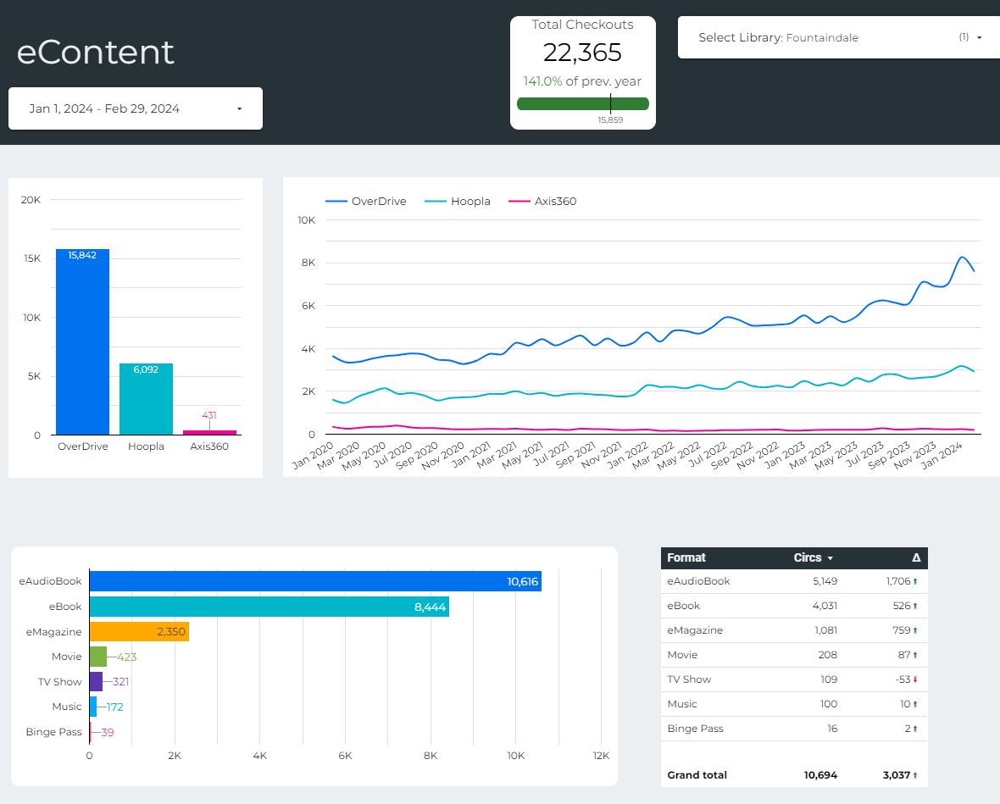 eContent
Jan 1, 2024 - Feb 29, 2024
Total Checkouts
22,365
141.0% of prev. year
15,859
Select Library: Fountaindale (1)
20K
15K
10K
5K
0
15,842
6,092
431
OverDrive Hoopla Axis360
OverDrive Hoopla Axis360
10K
8K
6K
4K
2K
0
Jan 2020 Mar 2020 May 2020 Jul 2020 Sep 2020 Nov 2020 Jan 2021 Mar 2021 May 2021 Jul 2021 Sep 2021 Nov 2021 Jan 2022 Mar 2022 May 2022 Jul 2022 Sep 2022 Nov 2022 Jan 2023 Mar 2023 May 2023 Jul 2023 Sep 2023 Nov 2023 Jan 2024
eAudioBook 10,616
eBook 8,444
eMagazine 2,350
Movie 423
TV Show 321
Music 172
Binge Pass 39
0 2K 4K 6K 8K 10K 12K
Format Circs Δ
eAudioBook 5,149 1,706
eBook 4,031 526
eMagazine 1,081 759
Movie 208 87
TV Show 109 -53
Music 100 10
Binge Pass 16 2
Grand total 10,694 3,037